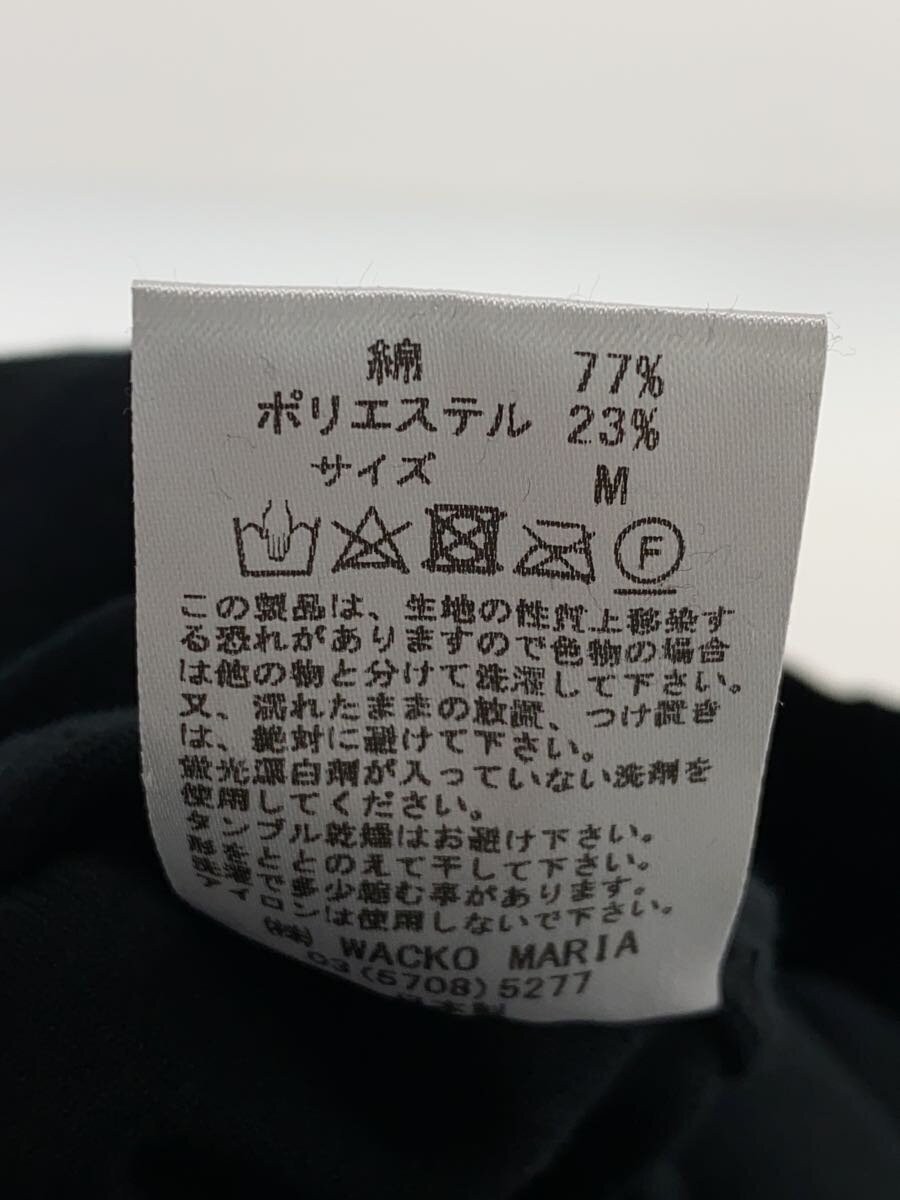 綿 77%
ポリエステル 23%
サイズ M
F
この製品は、生地の性質上移染す
る恐れがありますので色物の場合
は他の物と分けて洗濯して下さい。
又、濡れたままの放置、つけ置き
は、絶対に避けて下さい。
蛍光漂白剤が入っていない洗剤を
使用してください。
タンブル乾燥はお避け下さい。
形をととのえて干して下さい。
洗濯で多少縮む事があります。
アイロンは使用しないで下さい。
(株) WACKO MARIA
03(5708)5277
日本製